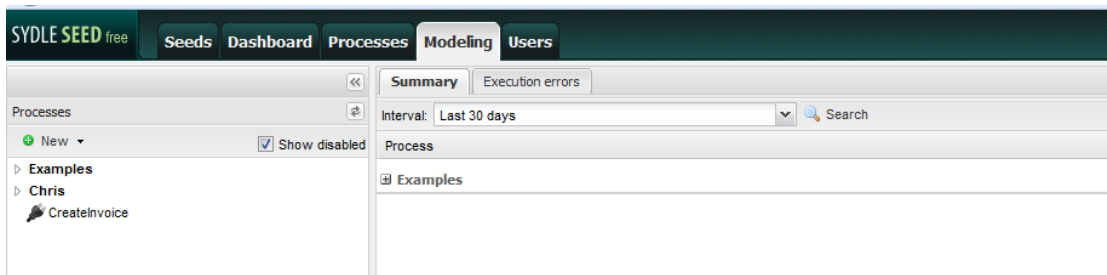 SYDLE SEED free
Seeds Dashboard Processes Modeling Users
Summary Execution errors
Processes
Interval: Last 30 days Search
New Show disabled
Process
Examples
Chris
CreateInvoice
Examples